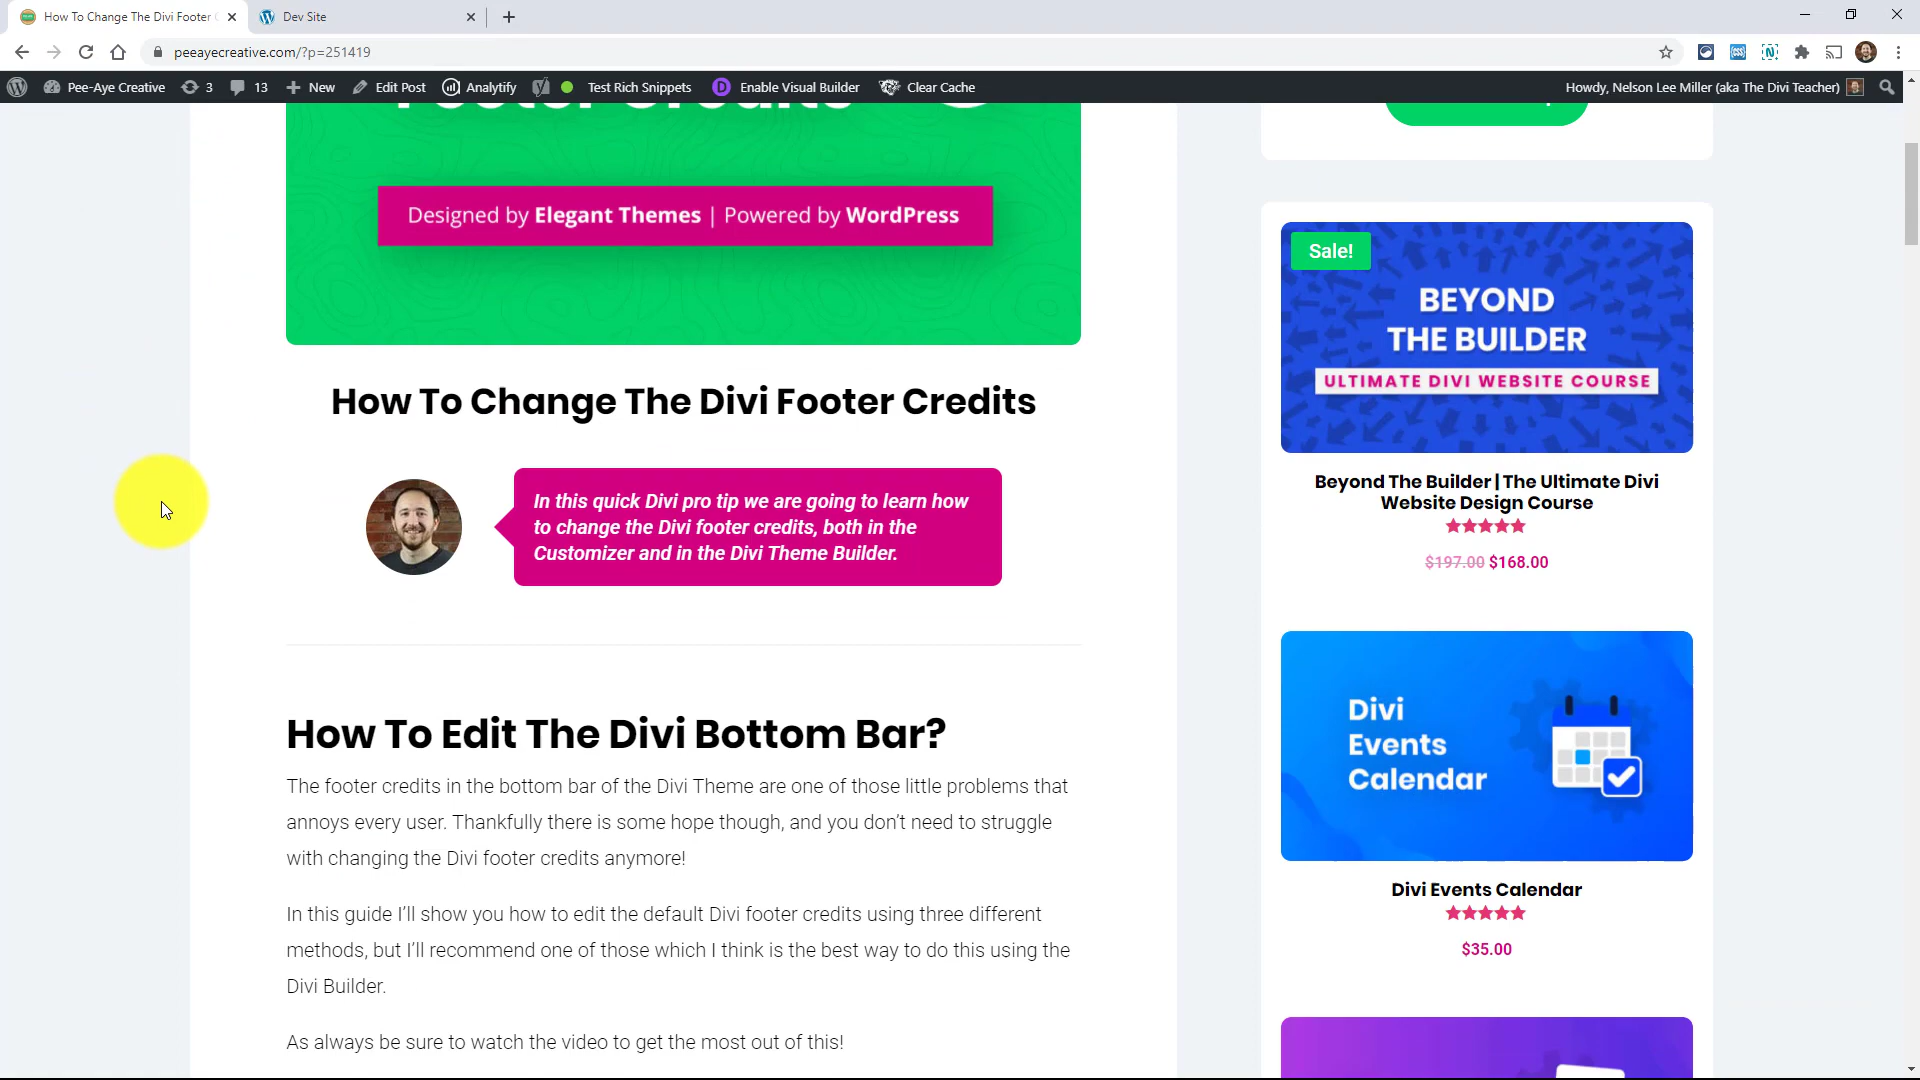 How To Change The Divi Footer
Dev Site
peeayecreative.com/?p=251419
Pee-Aye Creative 3 13 New Edit Post Analytify Test Rich Snippets Enable Visual Builder Clear Cache Howdy, Nelson Lee Miller (aka The Divi Teacher)
Footer Credits
Designed by Elegant Themes | Powered by WordPress
How To Change The Divi Footer Credits
In this quick Divi pro tip we are going to learn how
to change the Divi footer credits, both in the
Customizer and in the Divi Theme Builder.
How To Edit The Divi Bottom Bar?
The footer credits in the bottom bar of the Divi Theme are one of those little problems that
annoys every user. Thankfully there is some hope though, and you don’t need to struggle
with changing the Divi footer credits anymore!
In this guide I’ll show you how to edit the default Divi footer credits using three different
methods, but I’ll recommend one of those which I think is the best way to do this using the
Divi Builder.
As always be sure to watch the video to get the most out of this!
Sale!
BEYOND
THE BUILDER
ULTIMATE DIVI WEBSITE COURSE
Beyond The Builder | The Ultimate Divi
Website Design Course
$197.00 $168.00
Divi
Events
Calendar
Divi Events Calendar
$35.00